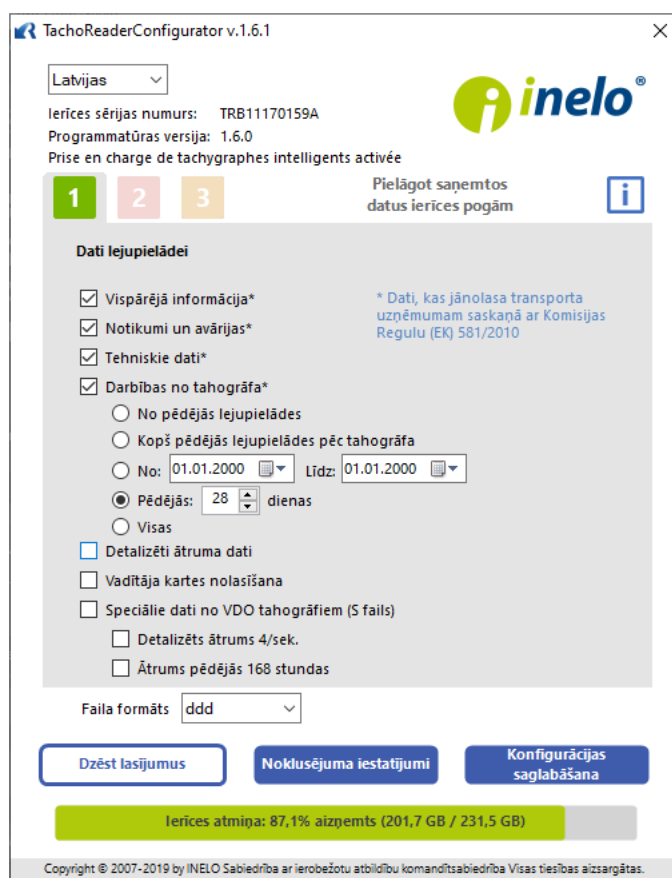 TachoReaderConfigurator v.1.6.1
Latvijas
inelo®
Ierīces sērijas numurs: TRB11170159A
Programmatūras versija: 1.6.0
Prise en charge de tachygraphes intelligents activée
1 2 3
Pielāgot saņemtos
datus ierīces pogām
i
Dati lejupielādei
Vispārējā informācija*
Notikumi un avārijas*
Tehniskie dati*
Darbības no tahogrāfa*
* Dati, kas jānolasa transporta
uzņēmumam saskaņā ar Komisijas
Regulu (EK) 581/2010
No pēdējās lejupielādes
Kopš pēdējās lejupielādes pēc tahogrāfa
No: 01.01.2000 Līdz: 01.01.2000
Pēdējās: 28 dienas
Visas
Detalizēti ātruma dati
Vadītāja kartes nolasīšana
Speciālie dati no VDO tahogrāfiem (S fails)
Detalizēts ātrums 4/sek.
Ātrums pēdējās 168 stundas
Faila formāts ddd
Dzēst lasījumus
Noklusējuma iestatījumi
Konfigurācijas
saglabāšana
Ierīces atmiņa: 87,1% aizņemts (201,7 GB / 231,5 GB)
Copyright © 2007-2019 by INELO Sabiedrība ar ierobežotu atbildību komandītsabiedrība Visas tiesības aizsargātas.